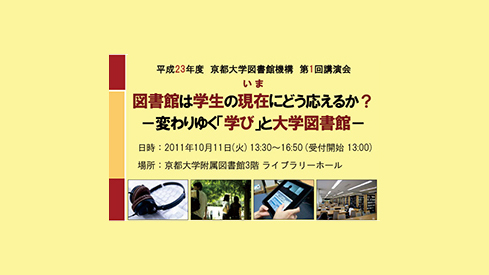 平成23年度 京都大学図書館機構 第1回講演会
いま
図書館は学生の現在にどう応えるか？
－変わりゆく「学び」と大学図書館－
日時：2011年10月11日(火) 13:30～16:50 (受付開始 13:00)
場所：京都大学附属図書館3階 ライブラリーホール